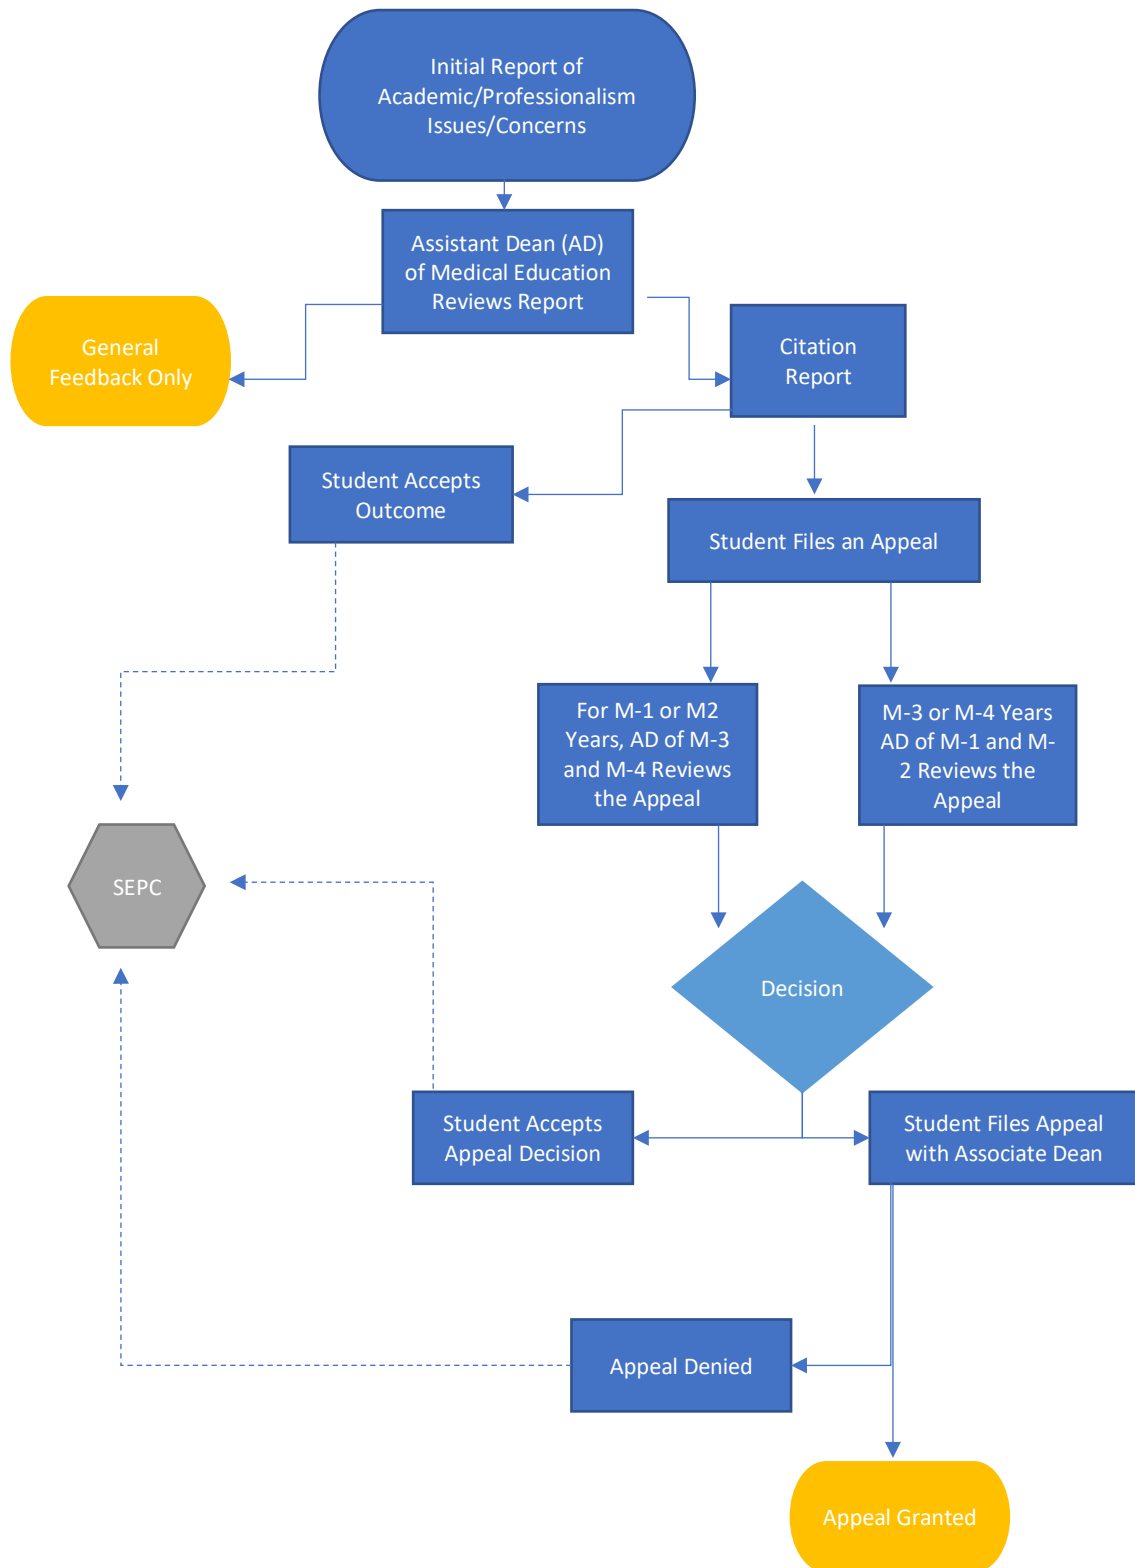 Initial Report of
Academic/Professionalism
Issues/Concerns
Assistant Dean (AD)
of Medical Education
Reviews Report
General
Feedback Only
Citation
Report
Student Accepts
Outcome
Student Files an Appeal
For M-1 or M2
Years, AD of M-3
and M-4 Reviews
the Appeal
M-3 or M-4 Years
AD of M-1 and M-
2 Reviews the
Appeal
SEPC
Decision
Student Accepts
Appeal Decision
Student Files Appeal
with Associate Dean
Appeal Denied
Appeal Granted